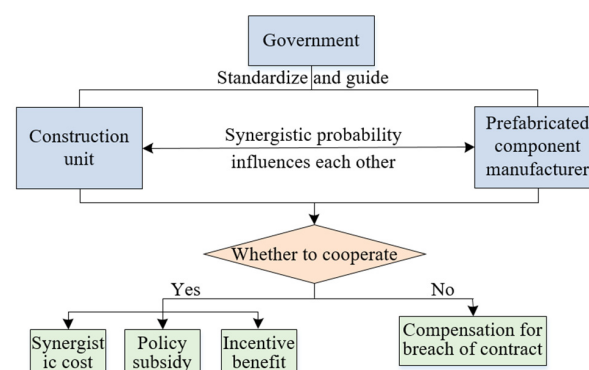 Government
Standardize and guide
Construction
unit
Synergistic probability
influences each other
Prefabricated
component
manufacturer
Whether to cooperate
Yes
No
Synergist
ic cost
Policy
subsidy
Incentive
benefit
Compensation for
breach of contract